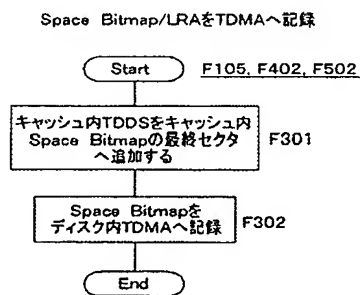 Space Bitmap/LRAをTDMAへ記録
Start
F105, F402, F502
キャッシュ内TDDSをキャッシュ内
Space Bitmapの最終セクタ
へ追加する
F301
Space Bitmapを
ディスク内TDMAへ記録
F302
End